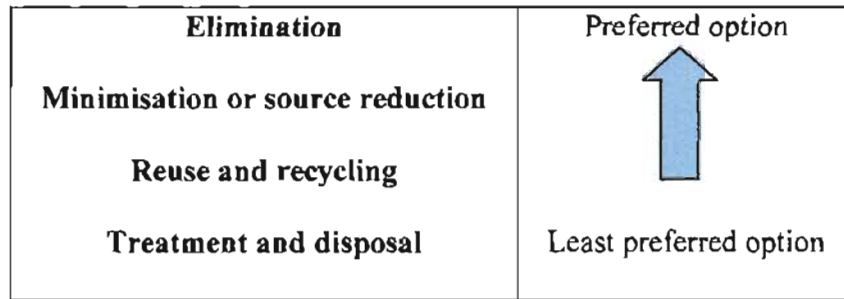 Elimination
Preferred option
Minimisation or source reduction
Reuse and recycling
Treatment and disposal
Least preferred option